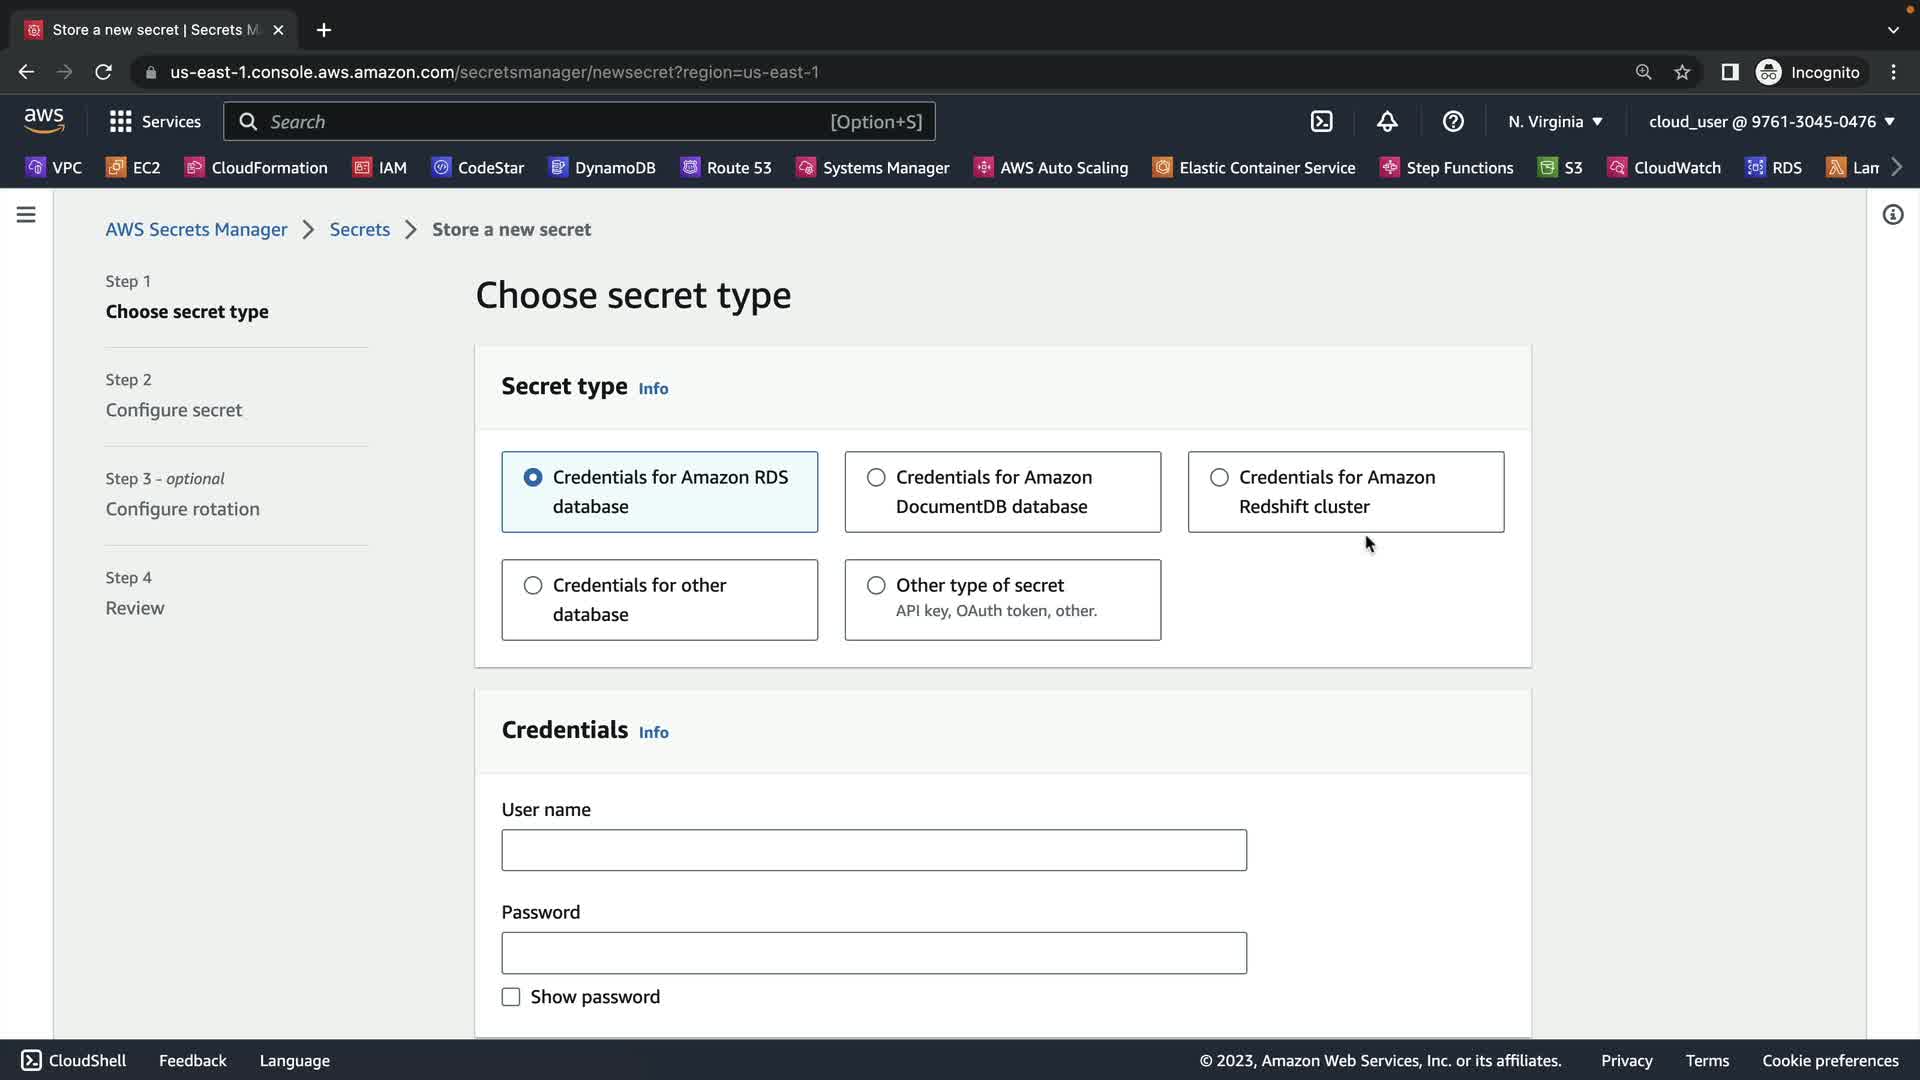 Store a new secret | Secrets M
us-east-1.console.aws.amazon.com/secretsmanager/newsecret?region=us-east-1
Incognito
aws
Services
Search
[Option+S]
N. Virginia
cloud_user @ 9761-3045-0476
VPC
EC2
CloudFormation
IAM
CodeStar
DynamoDB
Route 53
Systems Manager
AWS Auto Scaling
Elastic Container Service
Step Functions
S3
CloudWatch
RDS
Lam
AWS Secrets Manager
Secrets
Store a new secret
Step 1
Choose secret type
Step 2
Configure secret
Step 3 - optional
Configure rotation
Step 4
Review
Choose secret type
Secret type Info
Credentials for Amazon RDS
database
Credentials for Amazon
DocumentDB database
Credentials for Amazon
Redshift cluster
Credentials for other
database
Other type of secret
API key, OAuth token, other.
Credentials Info
User name
Password
Show password
CloudShell
Feedback
Language
© 2023, Amazon Web Services, Inc. or its affiliates.
Privacy
Terms
Cookie preferences